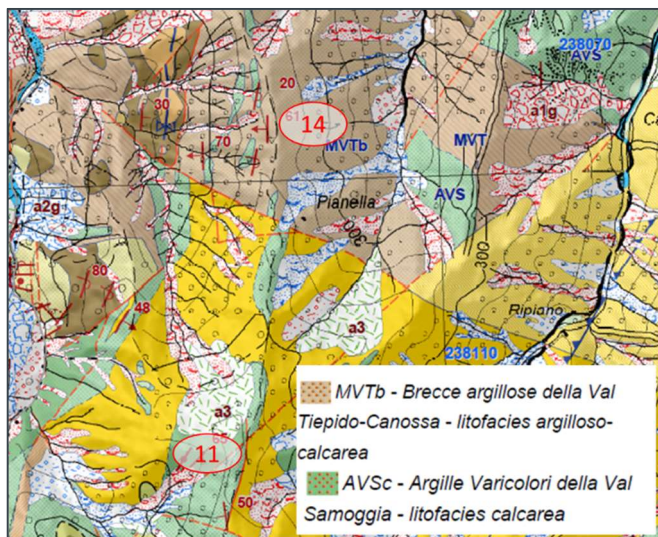 238070
AVS
a1g
20
30
61
14
70
MVTb
MVT
Pianella
AVS
a2g
300
300
80
48
a3
Ripiano
238110
a3
65
11
50
MVTb - Brecce argillose della Val
Tiepido-Canossa - litofacies argilloso-
calcarea
AVSc - Argille Varicolori della Val
Samoggia - litofacies calcarea